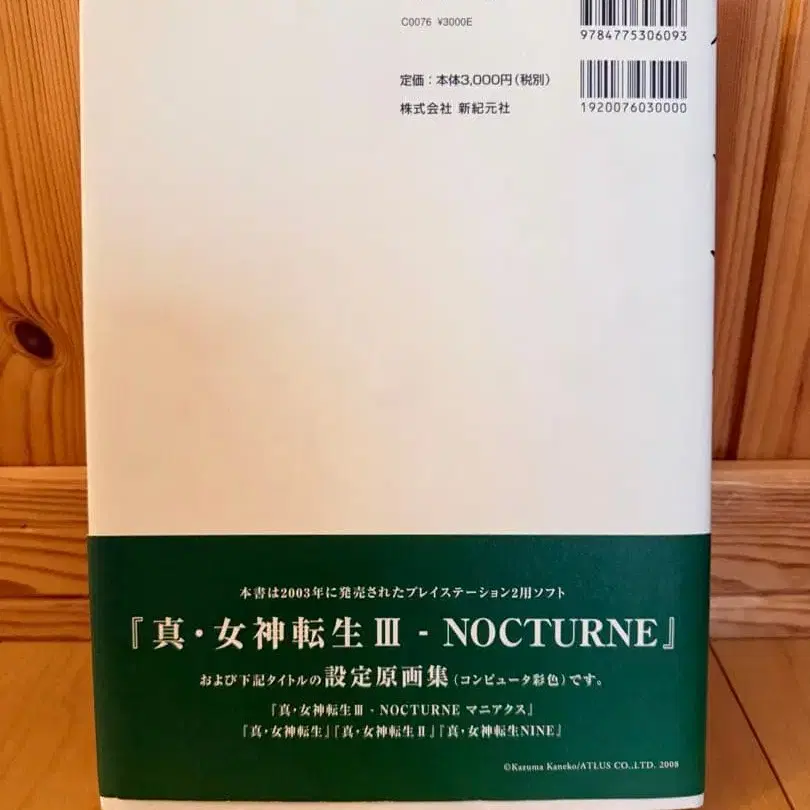 C0076 ¥3000E
9784775306093
定価：本体3,000円（税別）
株式会社 新紀元社
1920076030000
本書は2003年に発売されたプレイステーション2用ソフト
『真・女神転生Ⅲ - NOCTURNE』
および下記タイトルの設定原画集（コンピュータ彩色）です。
『真・女神転生Ⅲ - NOCTURNE マニアクス』
『真・女神転生』『真・女神転生Ⅱ』『真・女神転生NINE』
©Kazuma Kaneko/ATLUS CO.,LTD. 2008